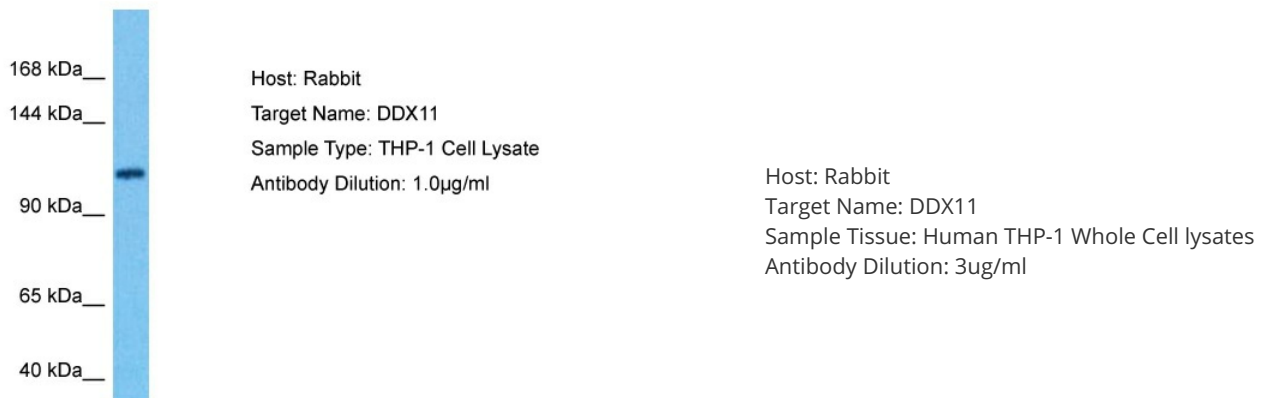 168 kDa__
144 kDa__
90 kDa__
65 kDa__
40 kDa__
Host: Rabbit
Target Name: DDX11
Sample Type: THP-1 Cell Lysate
Antibody Dilution: 1.0µg/ml
Host: Rabbit
Target Name: DDX11
Sample Tissue: Human THP-1 Whole Cell lysates
Antibody Dilution: 3ug/ml